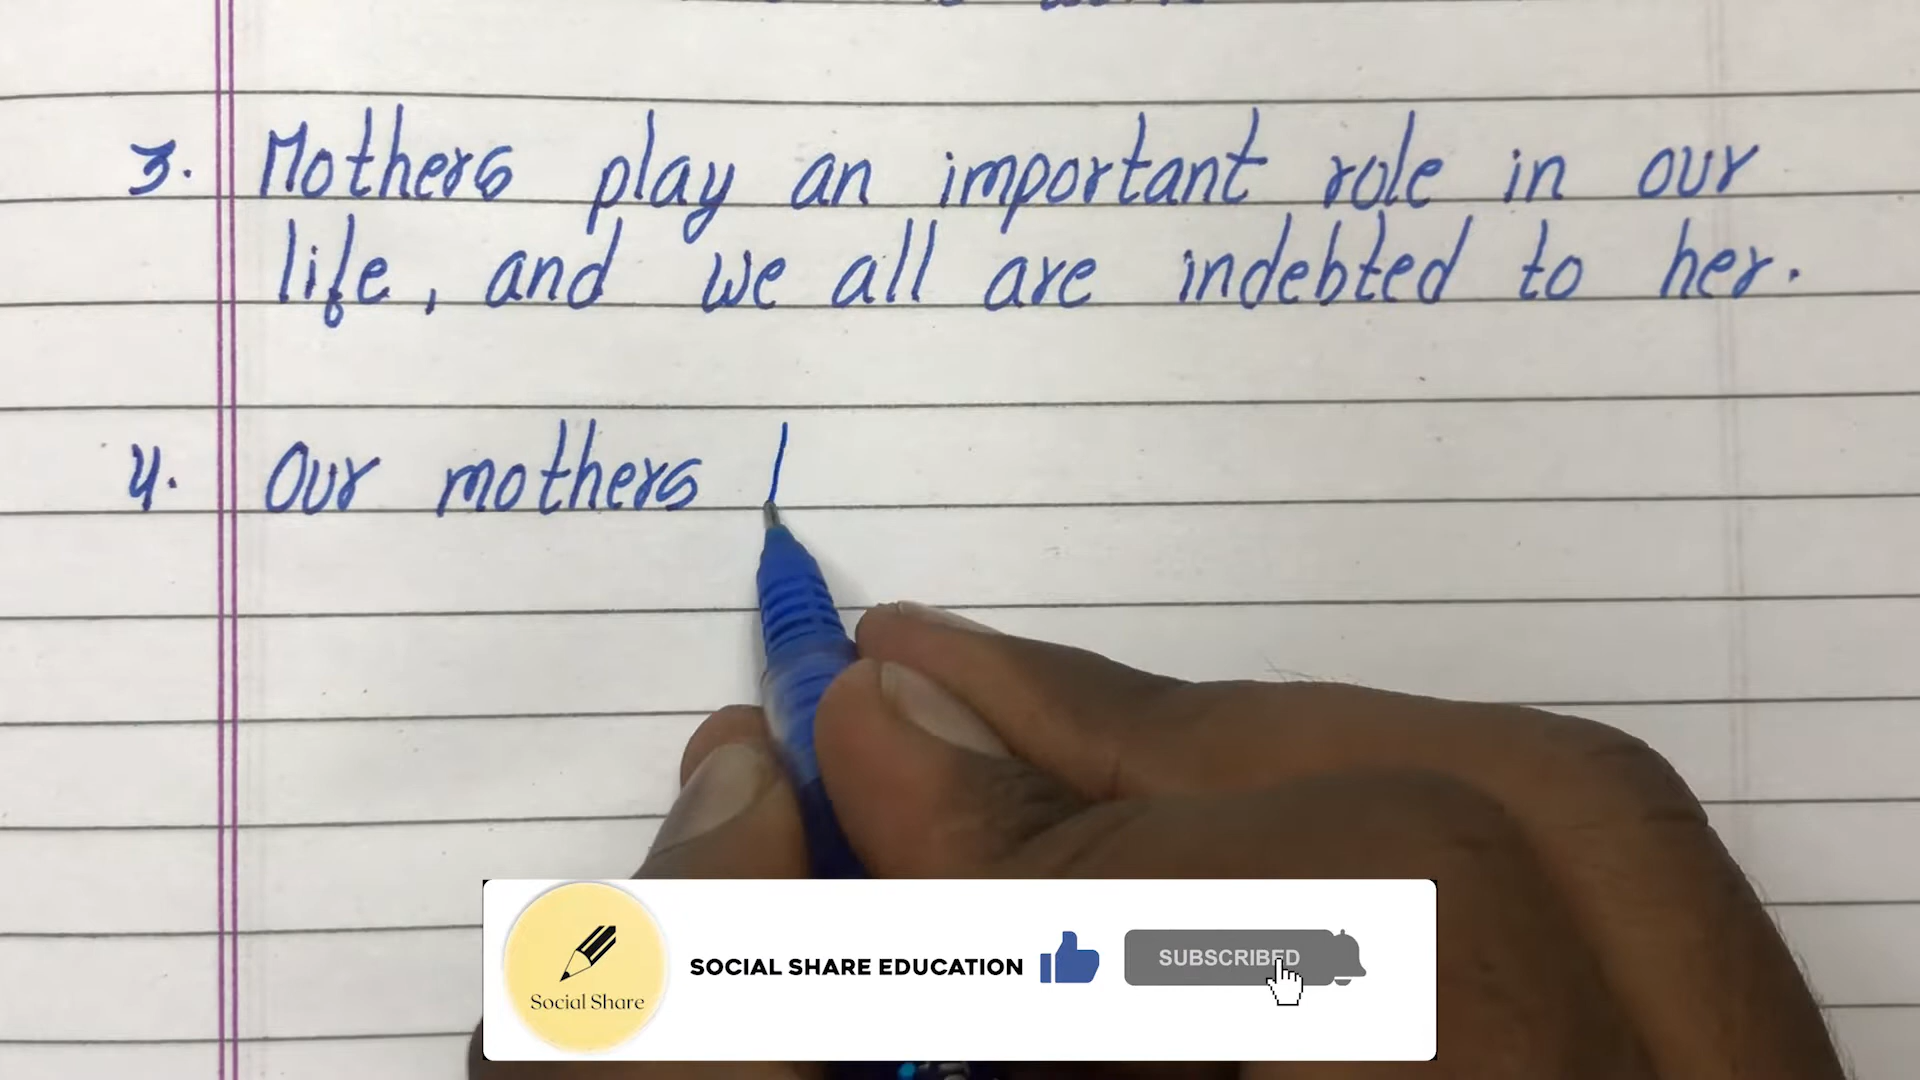 3. Mothers play an important role in our
life, and we all are indebted to her.
4. Our mothers
Social Share
SOCIAL SHARE EDUCATION
SUBSCRIBED